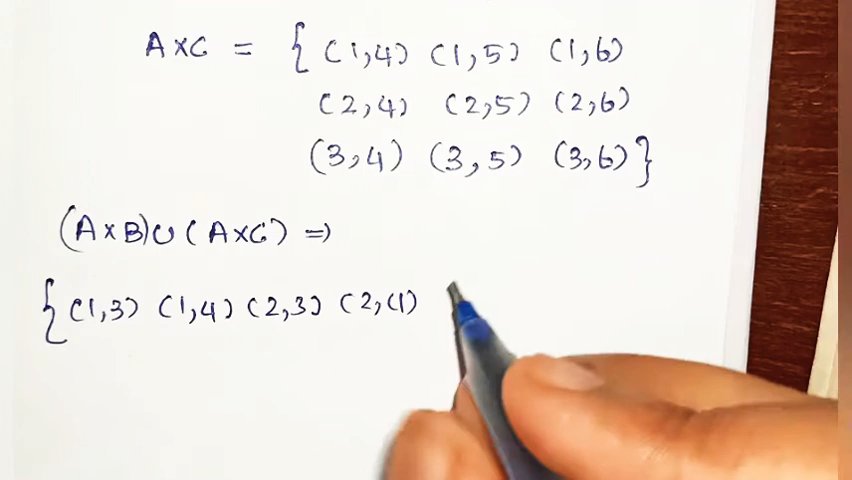 A×C = { (1,4) (1,5) (1,6)
(2,4) (2,5) (2,6)
(3,4) (3,5) (3,6) }
(A×B)∪(A×C) ⇒
{ (1,3) (1,4) (2,3) (2,4)